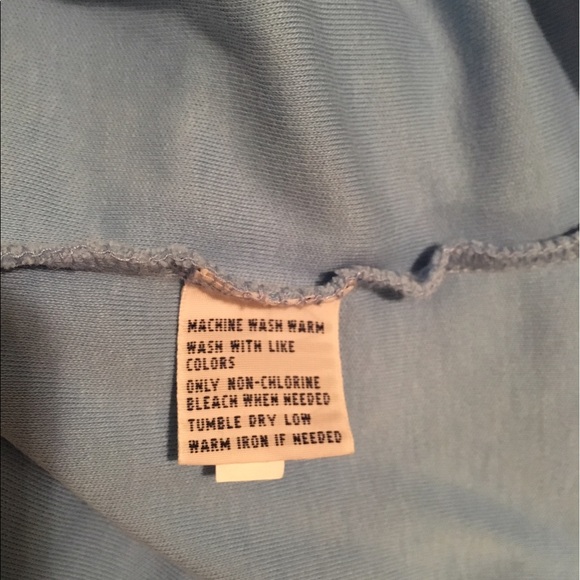 MACHINE WASH WARM
WASH WITH LIKE
COLORS
ONLY NON-CHLORINE
BLEACH WHEN NEEDED
TUMBLE DRY LOW
WARM IRON IF NEEDED